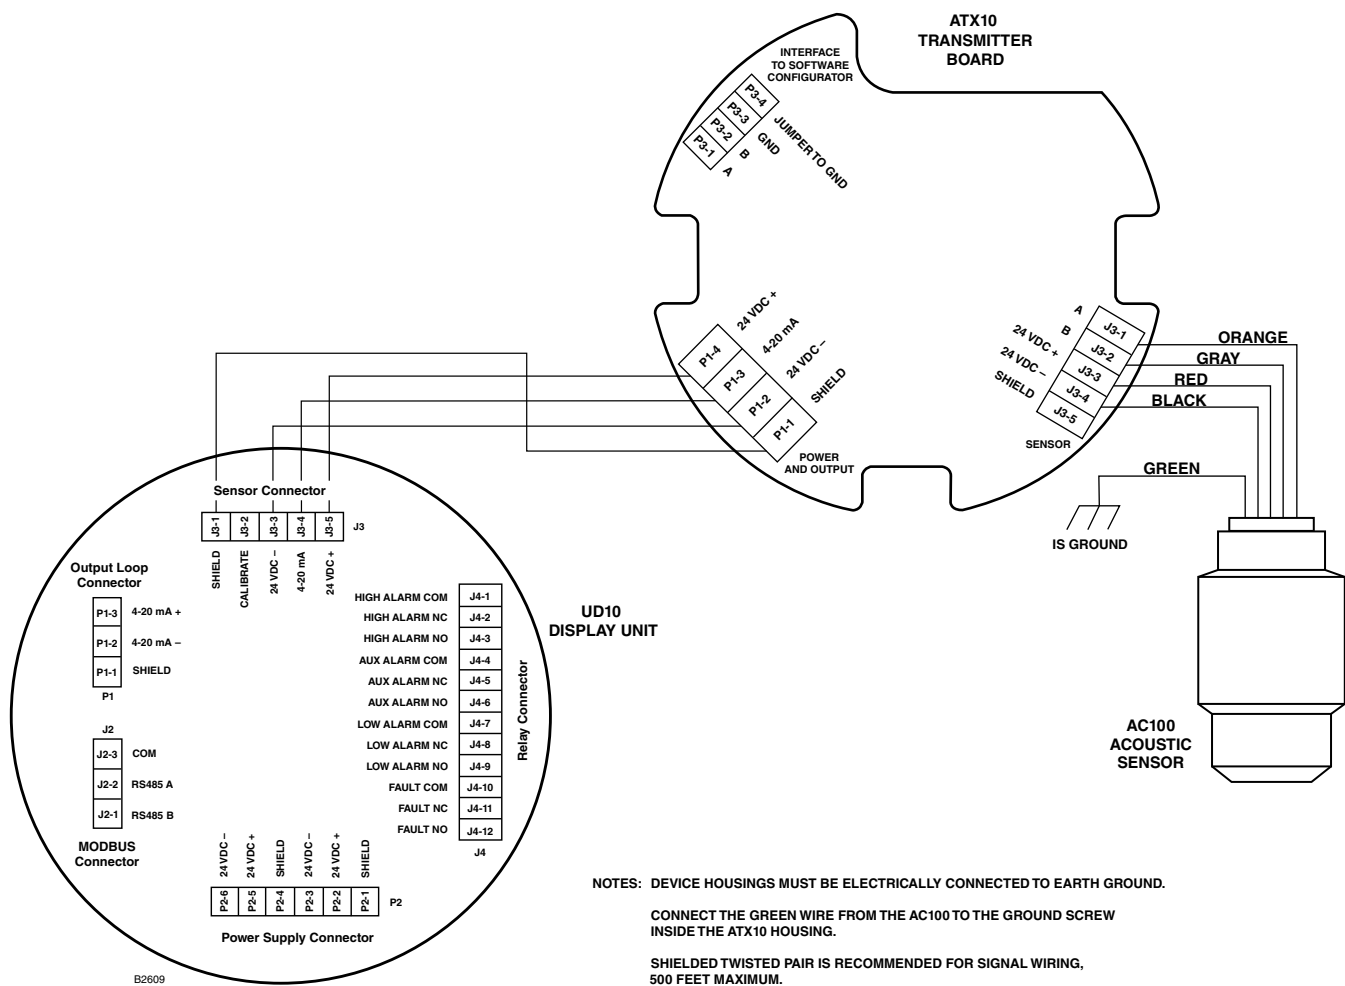 ATX10
TRANSMITTER
BOARD
INTERFACE
TO SOFTWARE
CONFIGURATOR
P3-4
P3-3
P3-2
P3-1
JUMPER TO GND
GND
B
A
24 VDC +
4-20 mA
24 VDC –
SHIELD
P1-4
P1-3
P1-2
P1-1
POWER
AND OUTPUT
A
B
24 VDC +
24 VDC –
SHIELD
J3-1
J3-2
J3-3
J3-4
J3-5
SENSOR
ORANGE
GRAY
RED
BLACK
GREEN
IS GROUND
AC100
ACOUSTIC
SENSOR
Sensor Connector
J3-1
J3-2
J3-3
J3-4
J3-5
J3
SHIELD
CALIBRATE
24 VDC –
4-20 mA
24 VDC +
Output Loop
Connector
P1-3 4-20 mA +
P1-2 4-20 mA –
P1-1 SHIELD
P1
J2
J2-3 COM
J2-2 RS485 A
J2-1 RS485 B
MODBUS
Connector
HIGH ALARM COM J4-1
HIGH ALARM NC J4-2
HIGH ALARM NO J4-3
AUX ALARM COM J4-4
AUX ALARM NC J4-5
AUX ALARM NO J4-6
LOW ALARM COM J4-7
LOW ALARM NC J4-8
LOW ALARM NO J4-9
FAULT COM J4-10
FAULT NC J4-11
FAULT NO J4-12
J4
Relay Connector
UD10
DISPLAY UNIT
24 VDC –
24 VDC +
SHIELD
24 VDC –
24 VDC +
SHIELD
P2-6
P2-5
P2-4
P2-3
P2-2
P2-1
P2
Power Supply Connector
B2609
NOTES: DEVICE HOUSINGS MUST BE ELECTRICALLY CONNECTED TO EARTH GROUND.
CONNECT THE GREEN WIRE FROM THE AC100 TO THE GROUND SCREW
INSIDE THE ATX10 HOUSING.
SHIELDED TWISTED PAIR IS RECOMMENDED FOR SIGNAL WIRING,
500 FEET MAXIMUM.